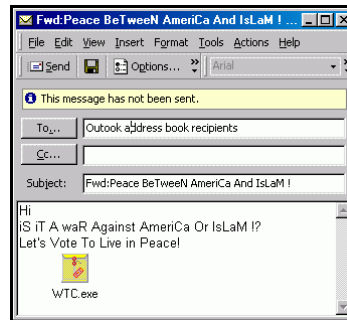 Fwd:Peace BeTweeN AmeriCa And IsLaM ! ...
File Edit View Insert Format Tools Actions Help
Send Options... Arial
This message has not been sent.
To... Outook address book recipients
Cc...
Subject: Fwd:Peace BeTweeN AmeriCa And IsLaM !
Hi
iS iT A waR Against AmeriCa Or IsLaM !?
Let's Vote To Live in Peace!
WTC.exe